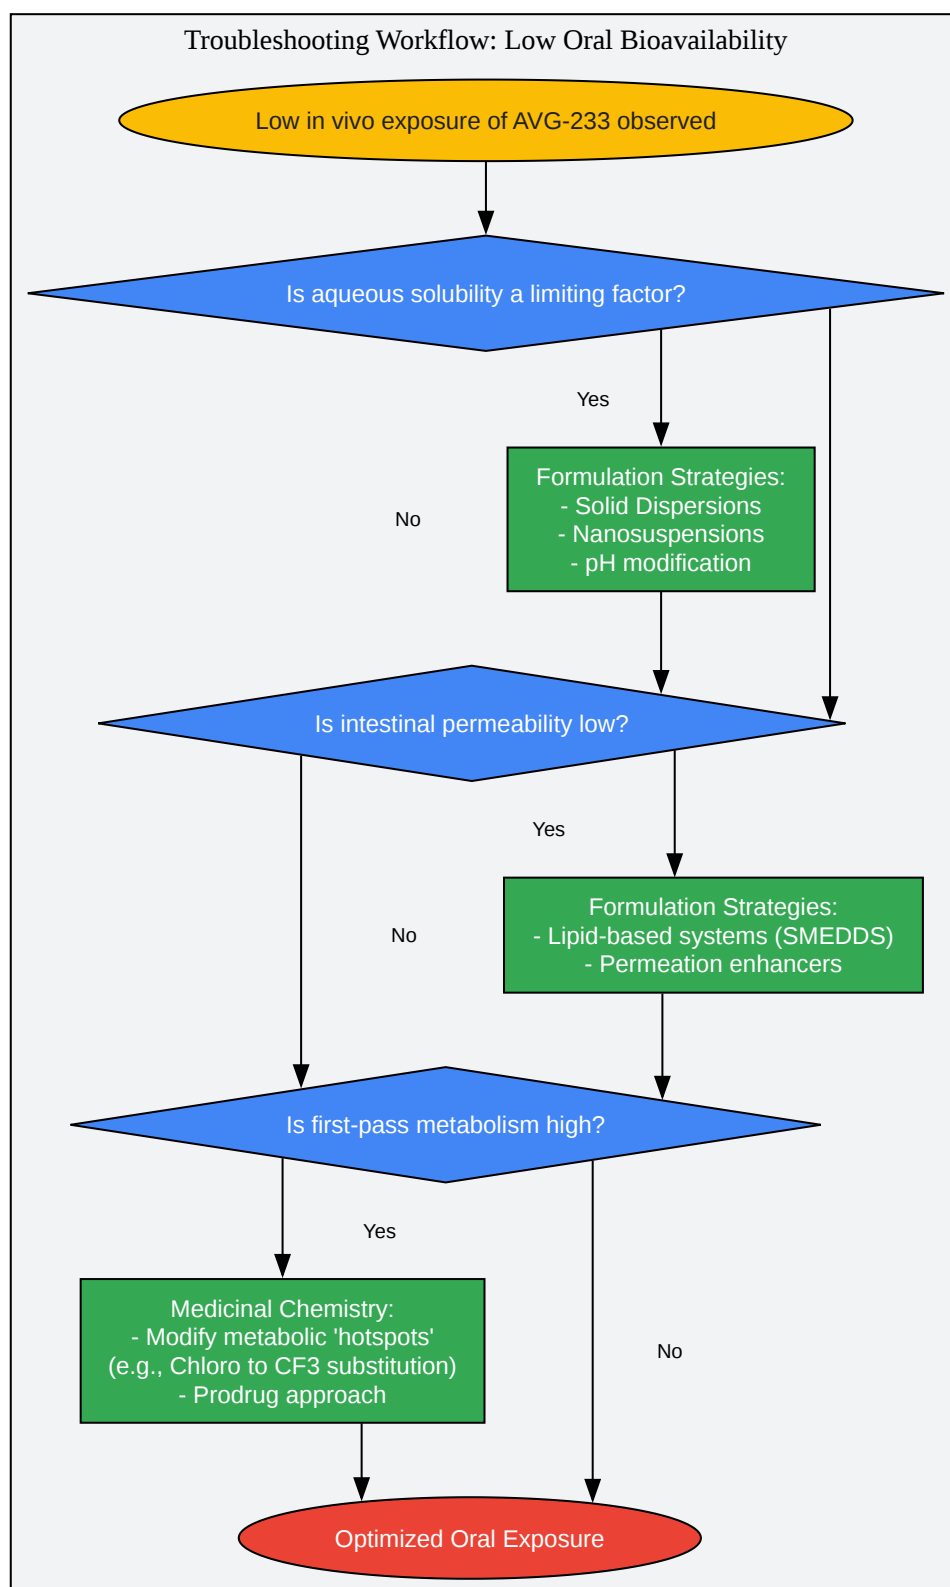 Troubleshooting Workflow: Low Oral Bioavailability
Low in vivo exposure of AVG-233 observed
Is aqueous solubility a limiting factor?
Yes
Formulation Strategies:
- Solid Dispersions
- Nanosuspensions
- pH modification
No
Is intestinal permeability low?
Yes
Formulation Strategies:
- Lipid-based systems (SMEDDS)
- Permeation enhancers
No
Is first-pass metabolism high?
Yes
Medicinal Chemistry:
- Modify metabolic 'hotspots'
(e.g., Chloro to CF3 substitution)
- Prodrug approach
No
Optimized Oral Exposure